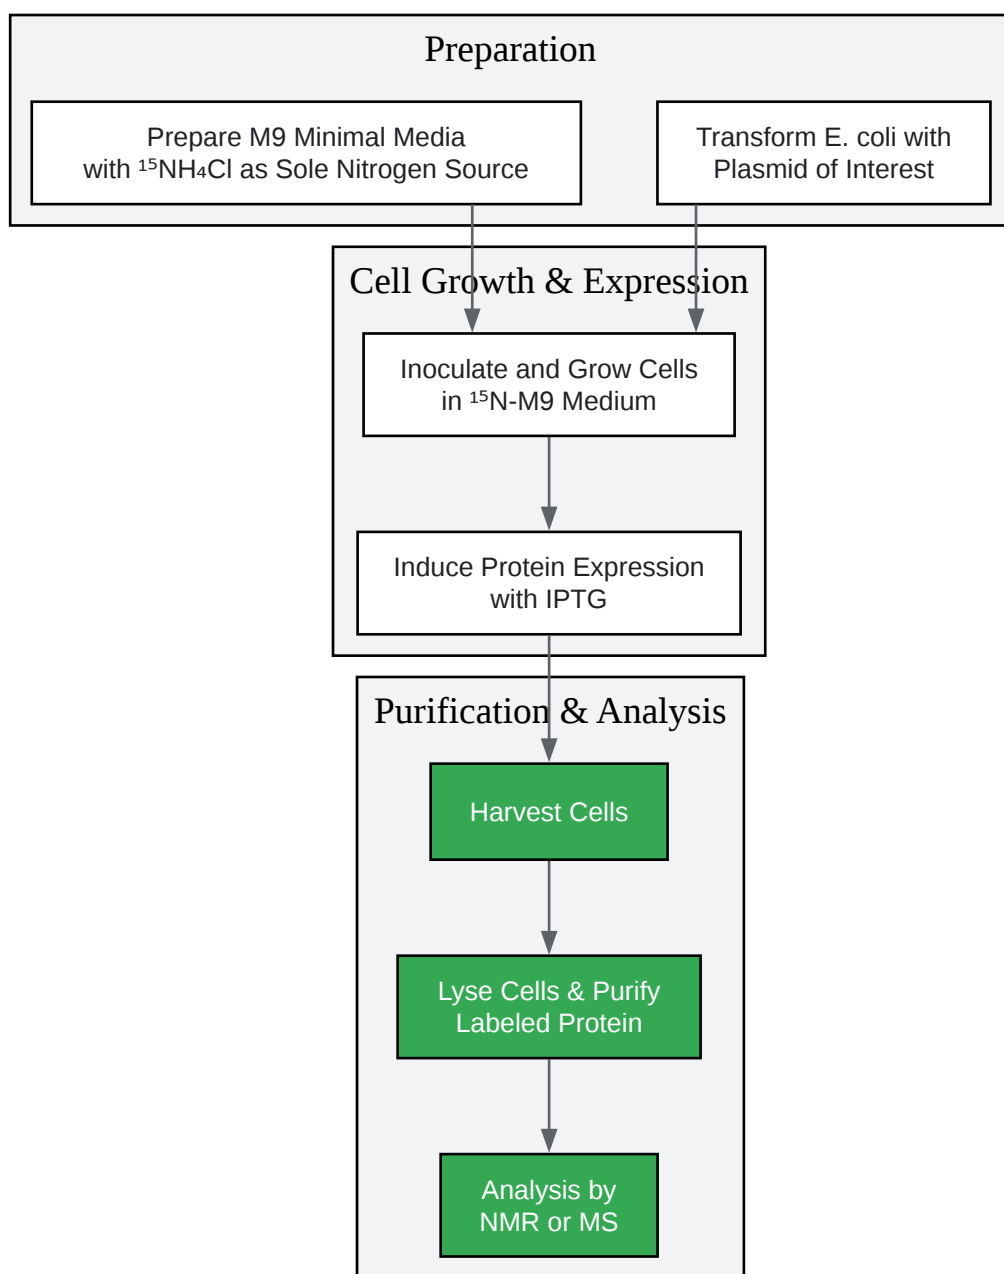 Preparation
Prepare M9 Minimal Media
with ¹⁵NH₄Cl as Sole Nitrogen Source
Transform E. coli with
Plasmid of Interest
Cell Growth & Expression
Inoculate and Grow Cells
in ¹⁵N-M9 Medium
Induce Protein Expression
with IPTG
Purification & Analysis
Harvest Cells
Lyse Cells & Purify
Labeled Protein
Analysis by
NMR or MS